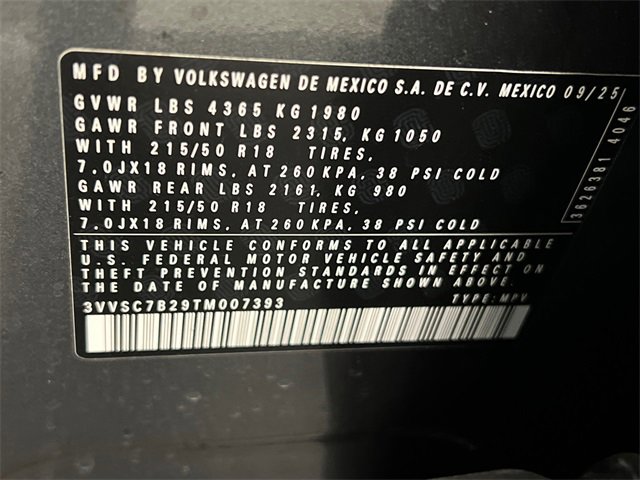 MFD BY VOLKSWAGEN DE MEXICO S.A. DE C.V. MEXICO 09/25
GVWR LBS 4365 KG 1980
GAWR FRONT LBS 2315, KG 1050
WITH 215/50 R18 TIRES,
7.0JX18 RIMS, AT 260 KPA, 38 PSI COLD
GAWR REAR LBS 2161, KG 980
WITH 215/50 R18 TIRES,
7.0JX18 RIMS, AT 260 KPA, 38 PSI COLD
THIS VEHICLE CONFORMS TO ALL APPLICABLE
U.S. FEDERAL MOTOR VEHICLE SAFETY AND
THEFT PREVENTION STANDARDS IN EFFECT ON
THE DATE OF MANUFACTURE SHOWN ABOVE.
3VVSC7B29TM007393 TYPE: MPV
3626381 4046